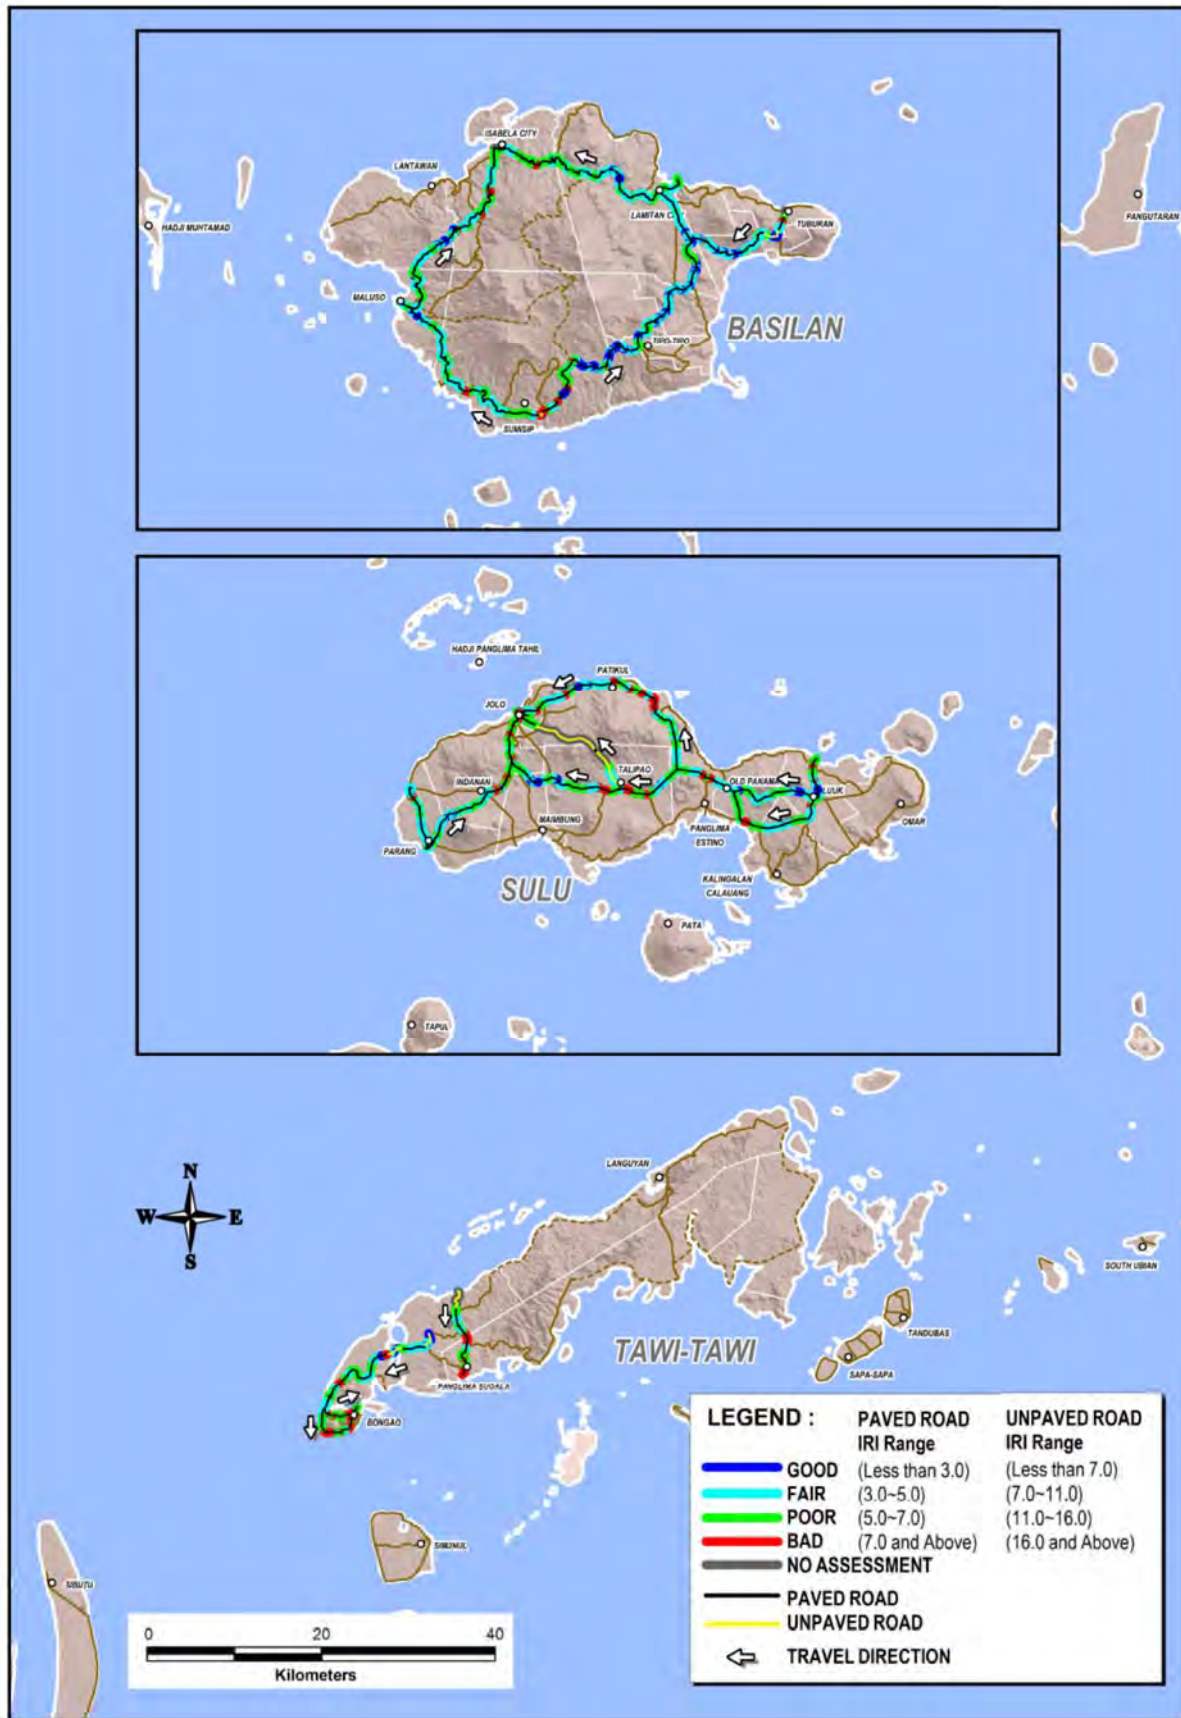 ISABELA CITY
LANTAWAN
HADJI MUHTAMAD
LAMITAN C
TUBURAN
PANGUTARAN
MALUSO
BASILAN
TIPO-TIPO
SUMISIP
HADJI PANGLIMA TAHIL
PATIKUL
JOLO
TALIPAO
INDANAN
OLD PANAMA
LUUK
OMAR
MAIMBUNG
PANGLIMA
ESTINO
PARANG
KALINGALAN
CALAUANG
SULU
PATA
TAPUL
LANGUYAN
N
W E
S
SOUTH UBIAN
TANDUBAS
TAWI-TAWI
SAPA-SAPA
PANGLIMA SUGALA
BONGAO
SIMUNUL
SIBUTU
LEGEND : PAVED ROAD UNPAVED ROAD
IRI Range IRI Range
GOOD (Less than 3.0) (Less than 7.0)
FAIR (3.0~5.0) (7.0~11.0)
POOR (5.0~7.0) (11.0~16.0)
BAD (7.0 and Above) (16.0 and Above)
NO ASSESSMENT
PAVED ROAD
UNPAVED ROAD
TRAVEL DIRECTION
0 20 40
Kilometers